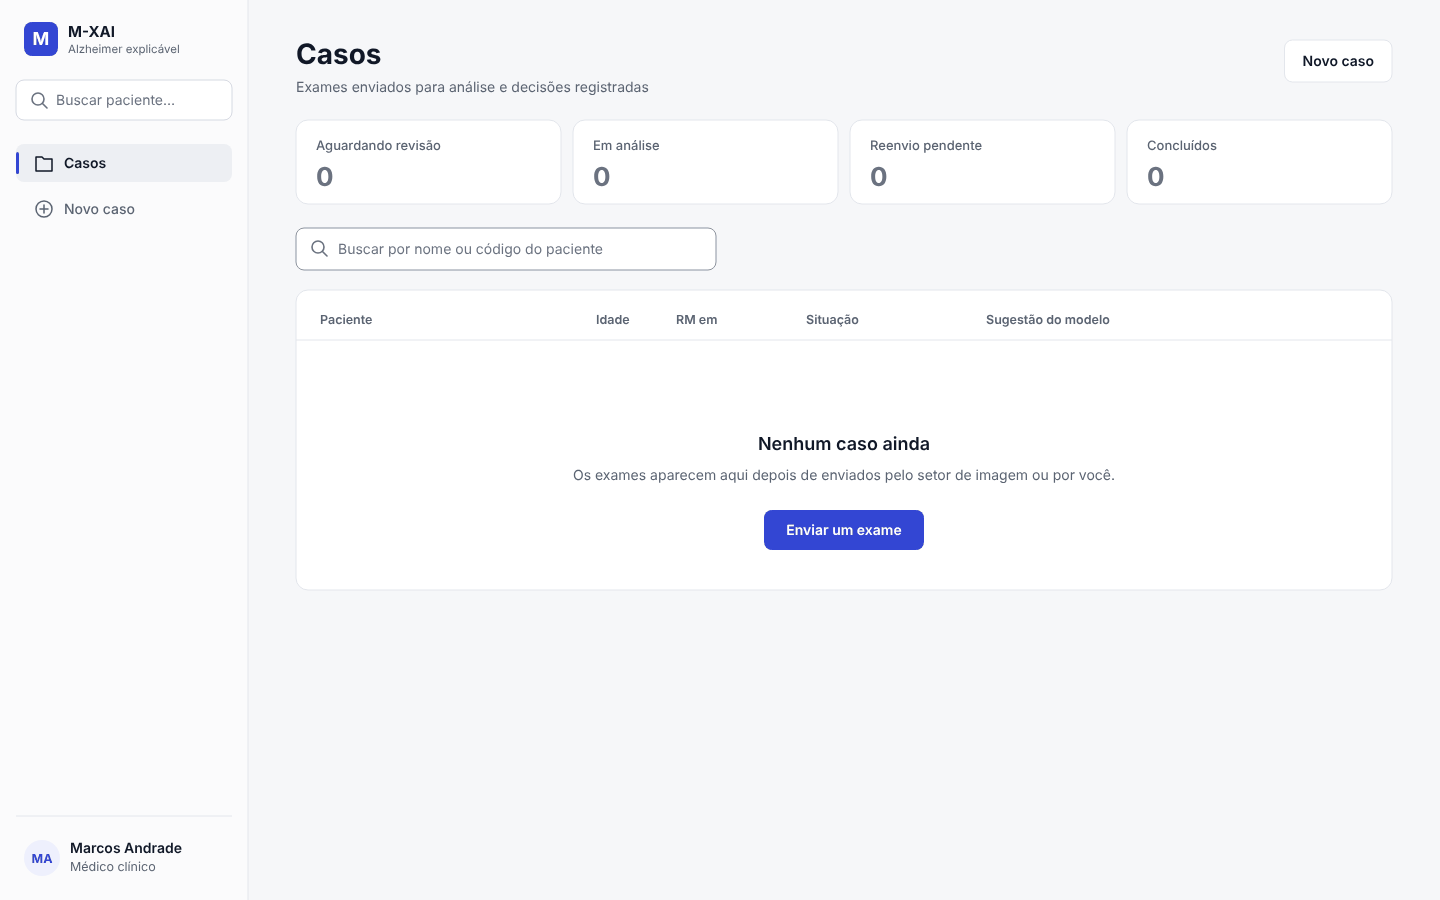 M
M-XAI
Alzheimer explicável
Buscar paciente...
Casos
Novo caso
Marcos Andrade
MA
Médico clínico
Casos
Exames enviados para análise e decisões registradas
Novo caso
Aguardando revisão
0
Em análise
0
Reenvio pendente
0
Concluídos
0
Buscar por nome ou código do paciente
Paciente Idade RM em Situação Sugestão do modelo
Nenhum caso ainda
Os exames aparecem aqui depois de enviados pelo setor de imagem ou por você.
Enviar um exame